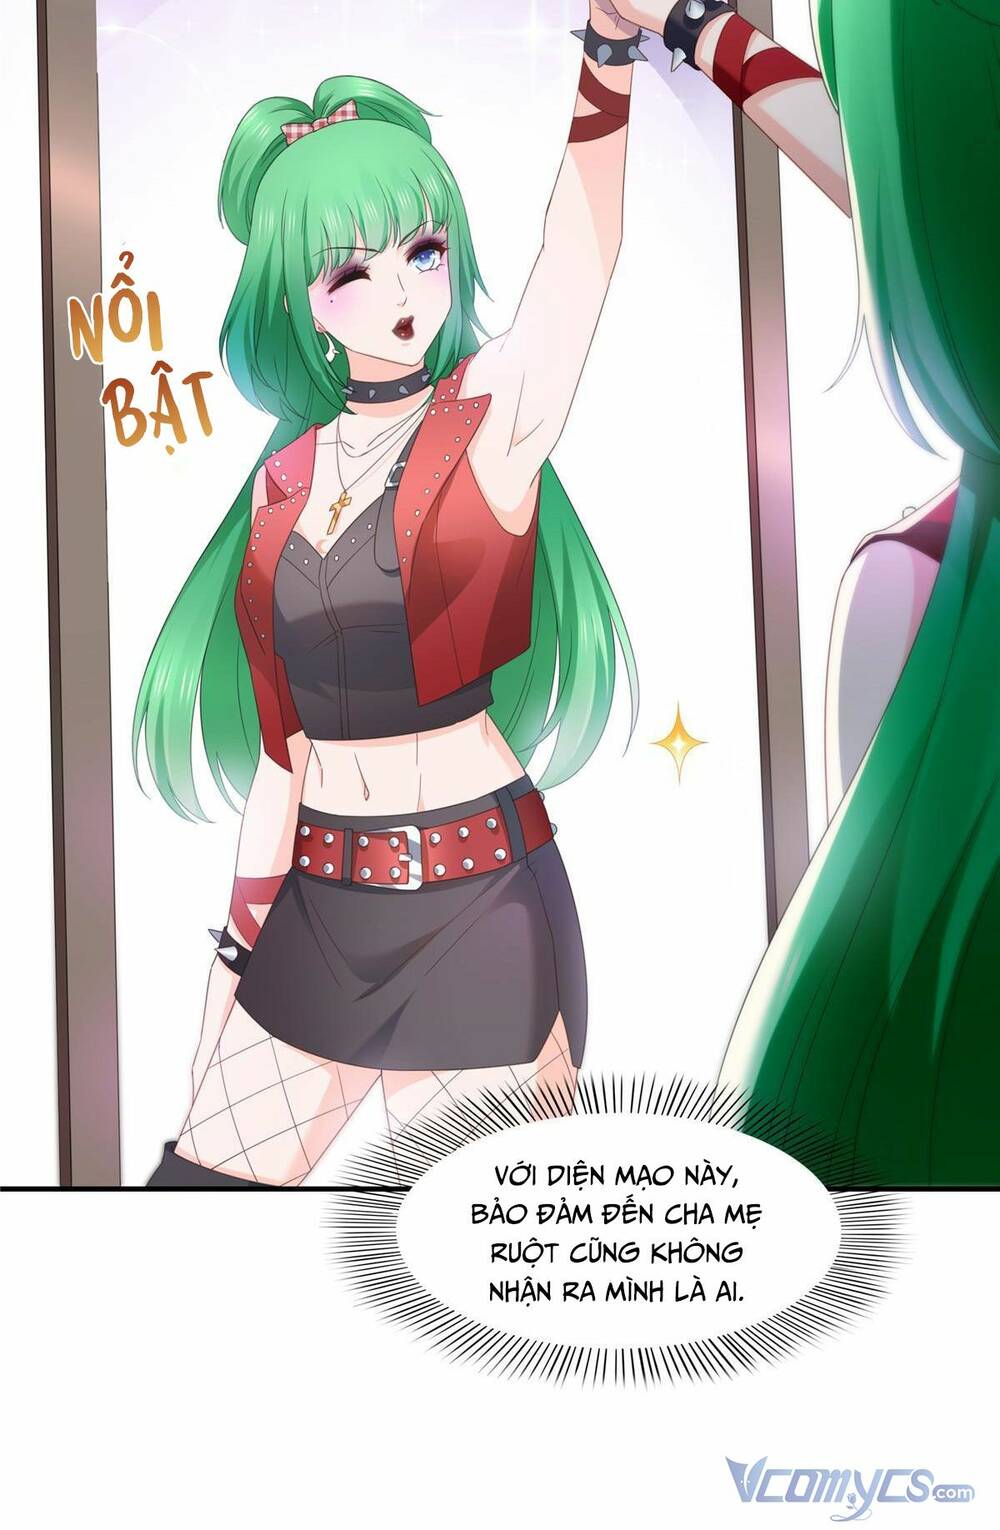 NỔI
BẬT
VỚI DIỆN MẠO NÀY,
BẢO ĐẢM ĐẾN CHA MẸ
RUỘT CŨNG KHÔNG
NHẬN RA MÌNH LÀ AI.
VCOMYCS.com